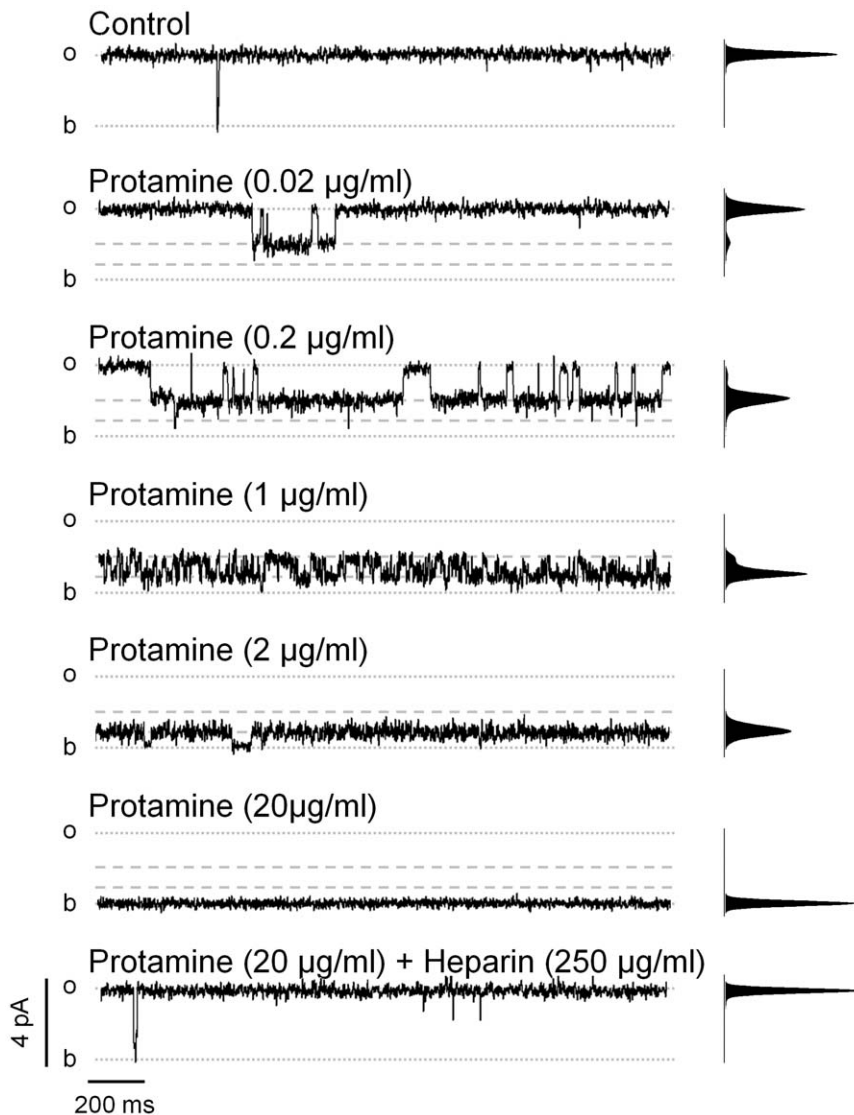 Control
o
b
Protamine (0.02 µg/ml)
o
b
Protamine (0.2 µg/ml)
o
b
Protamine (1 µg/ml)
o
b
Protamine (2 µg/ml)
o
b
Protamine (20µg/ml)
o
b
Protamine (20 µg/ml) + Heparin (250 µg/ml)
o
b
4 pA
200 ms